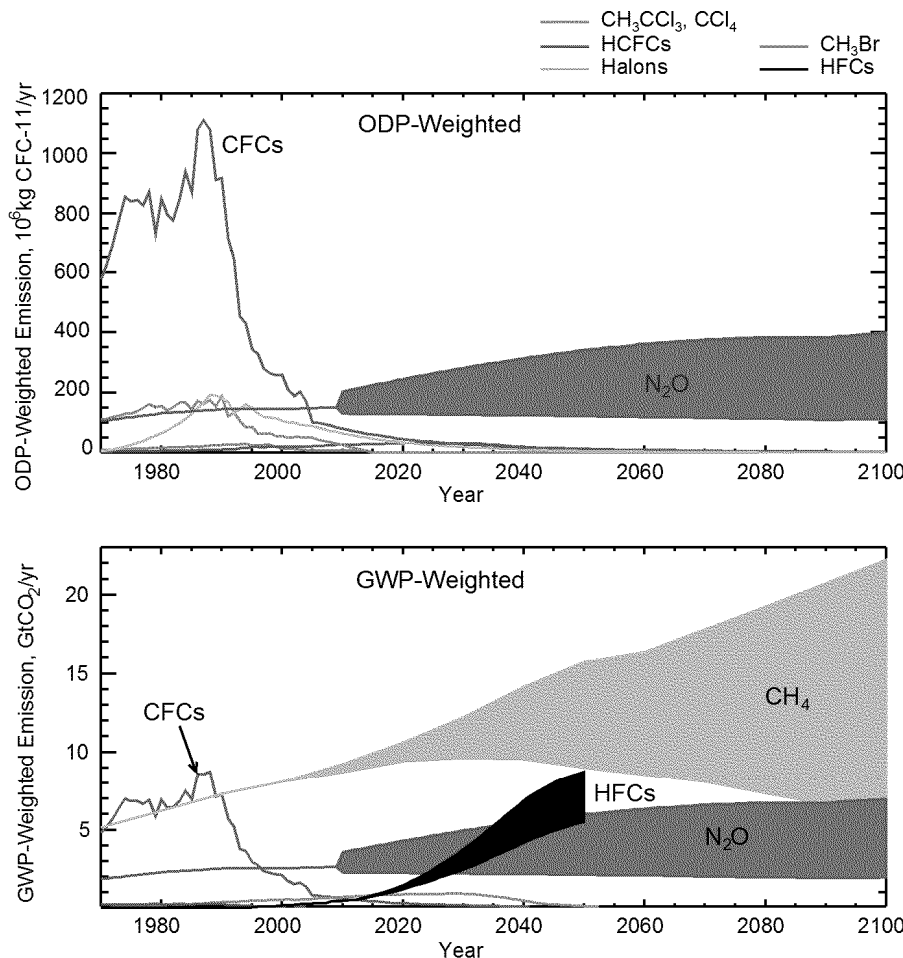 CH₃CCl₃, CCl₄
HCFCs CH₃Br
Halons HFCs
ODP-Weighted Emission, 10⁶kg CFC-11/yr
1200
1000
800
600
400
200
0
ODP-Weighted
CFCs
N₂O
1980 2000 2020 2040 2060 2080 2100
Year
GWP-Weighted Emission, GtCO₂/yr
20
15
10
5
GWP-Weighted
CFCs
CH₄
HFCs
N₂O
1980 2000 2020 2040 2060 2080 2100
Year